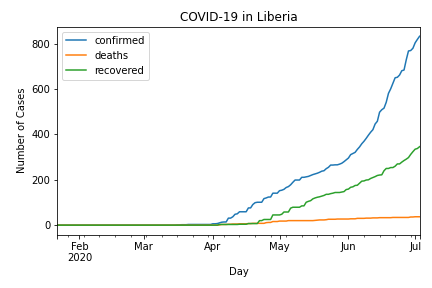 COVID-19 in Liberia
confirmed
deaths
recovered
Number of Cases
800
600
400
200
0
Feb
2020
Mar
Apr
May
Jun
Jul
Day